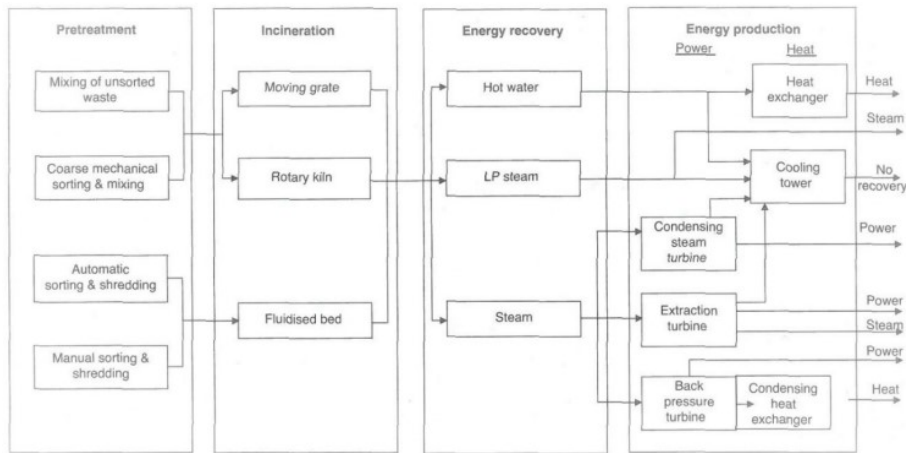 Pretreatment
Mixing of unsorted
waste
Coarse mechanical
sorting & mixing
Automatic
sorting & shredding
Manual sorting &
shredding
Incineration
Moving grate
Rotary kiln
Fluidised bed
Energy recovery
Hot water
LP steam
Steam
Energy production
Power
Heat
Heat
exchanger
Cooling
tower
Condensing
steam
turbine
Extraction
turbine
Back
pressure
turbine
Condensing
heat
exchanger
Heat
Steam
No
recovery
Power
Power
Steam
Power
Heat